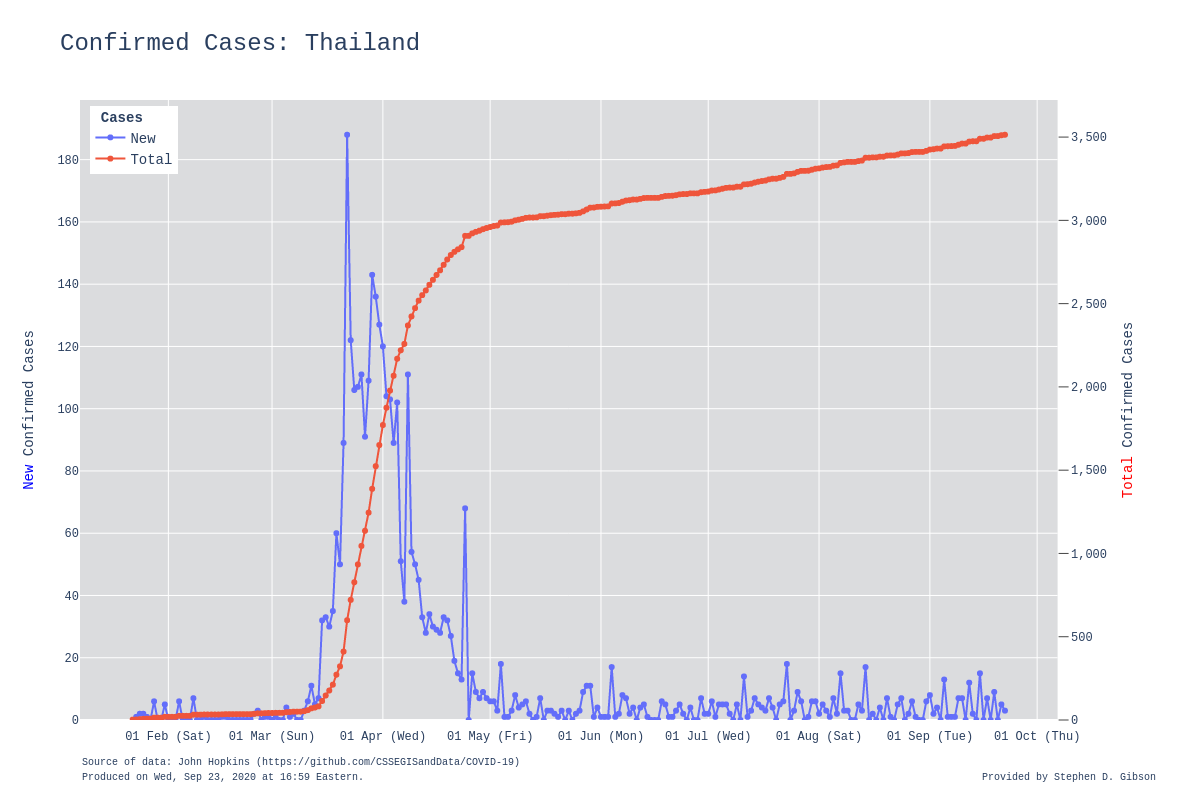 Confirmed Cases: Thailand
Cases
New
Total
180
160
140
120
100
80
60
40
20
0
3,500
3,000
2,500
2,000
1,500
1,000
500
0
New Confirmed Cases
Total Confirmed Cases
01 Feb (Sat) 01 Mar (Sun) 01 Apr (Wed) 01 May (Fri) 01 Jun (Mon) 01 Jul (Wed) 01 Aug (Sat) 01 Sep (Tue) 01 Oct (Thu)
Source of data: John Hopkins (https://github.com/CSSEGISandData/COVID-19)
Produced on Wed, Sep 23, 2020 at 16:59 Eastern.
Provided by Stephen D. Gibson